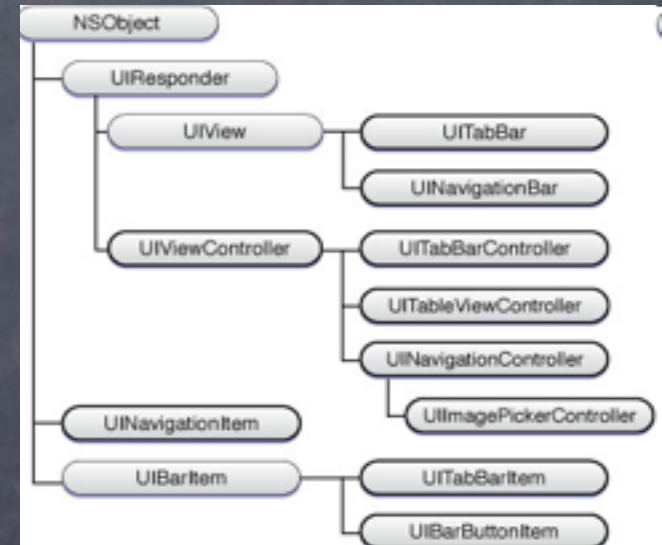 NSObject
UIResponder
UIView
UITabBar
UINavigationBar
UIViewController
UITabBarController
UITableViewController
UINavigationController
UIImagePickerController
UINavigationItem
UIBarItem
UITabBarItem
UIBarButtonItem